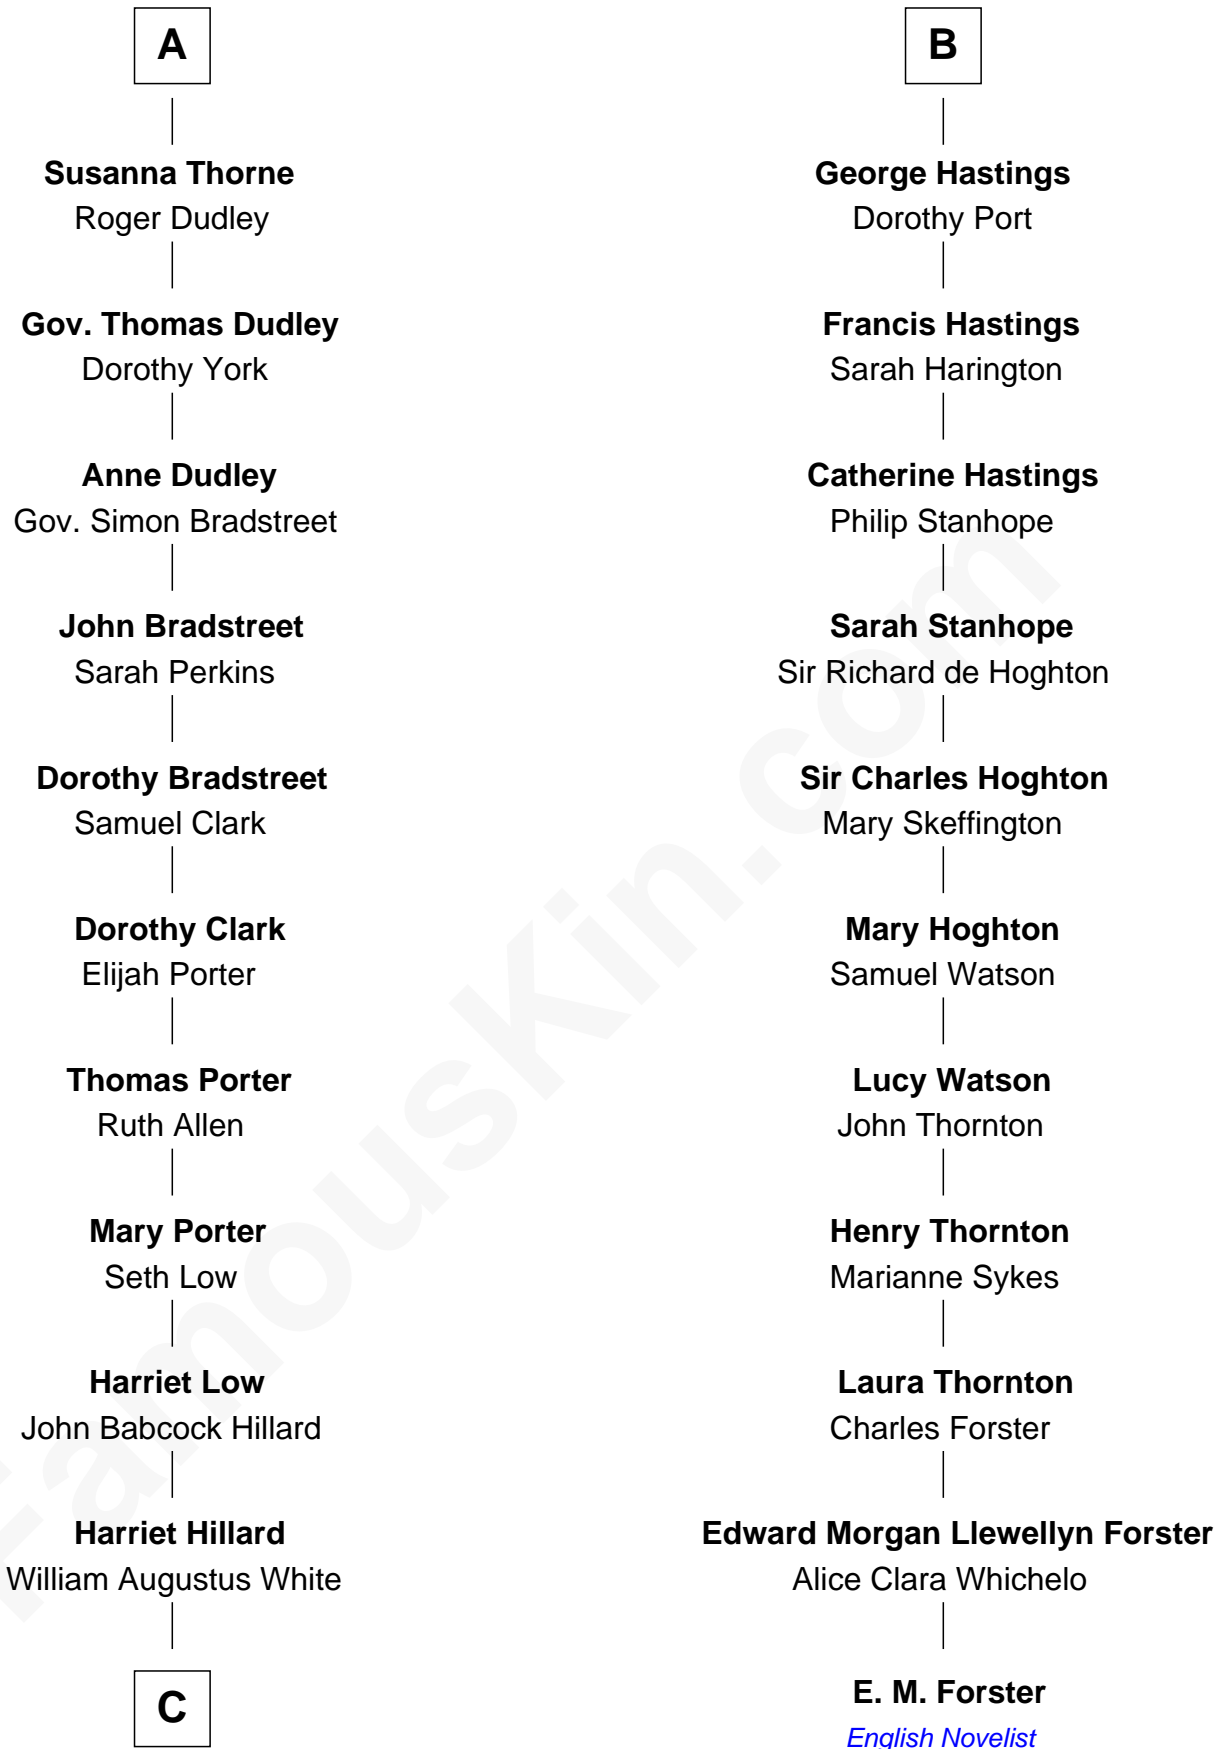 A
Susanna Thorne
Roger Dudley
Gov. Thomas Dudley
Dorothy York
Anne Dudley
Gov. Simon Bradstreet
John Bradstreet
Sarah Perkins
Dorothy Bradstreet
Samuel Clark
Dorothy Clark
Elijah Porter
Thomas Porter
Ruth Allen
Mary Porter
Seth Low
Harriet Low
John Babcock Hillard
Harriet Hillard
William Augustus White
C
B
George Hastings
Dorothy Port
Francis Hastings
Sarah Harington
Catherine Hastings
Philip Stanhope
Sarah Stanhope
Sir Richard de Hoghton
Sir Charles Hoghton
Mary Skeffington
Mary Hoghton
Samuel Watson
Lucy Watson
John Thornton
Henry Thornton
Marianne Sykes
Laura Thornton
Charles Forster
Edward Morgan Llewellyn Forster
Alice Clara Whichelo
E. M. Forster
English Novelist
FamousKin.com